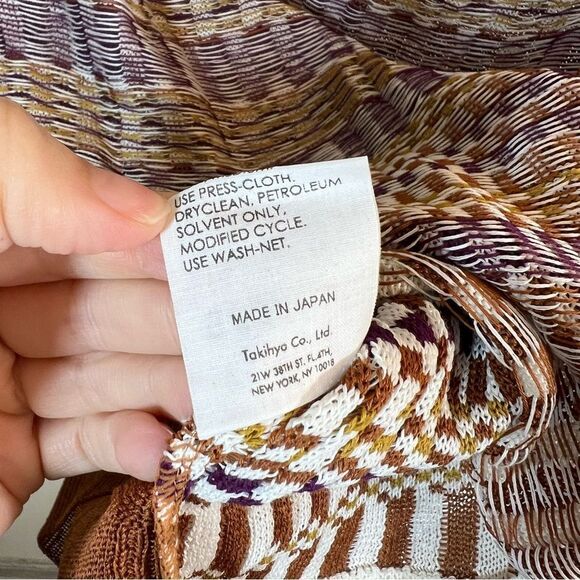 USE PRESS-CLOTH.
DRYCLEAN, PETROLEUM
SOLVENT ONLY,
MODIFIED CYCLE.
USE WASH-NET.
MADE IN JAPAN
Takihyo Co., Ltd.
21W 38TH ST. FL.4TH,
NEW YORK, NY 10018